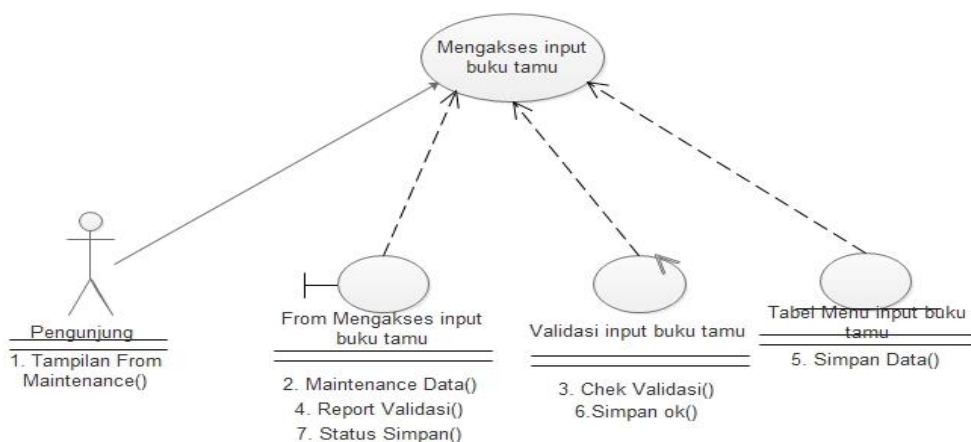 Mengakses input
buku tamu
Pengunjung
1. Tampilan From
Maintenance()
From Mengakses input
buku tamu
2. Maintenance Data()
4. Report Validasi()
7. Status Simpan()
Validasi input buku tamu
3. Chek Validasi()
6.Simpan ok()
Tabel Menu input buku
tamu
5. Simpan Data()